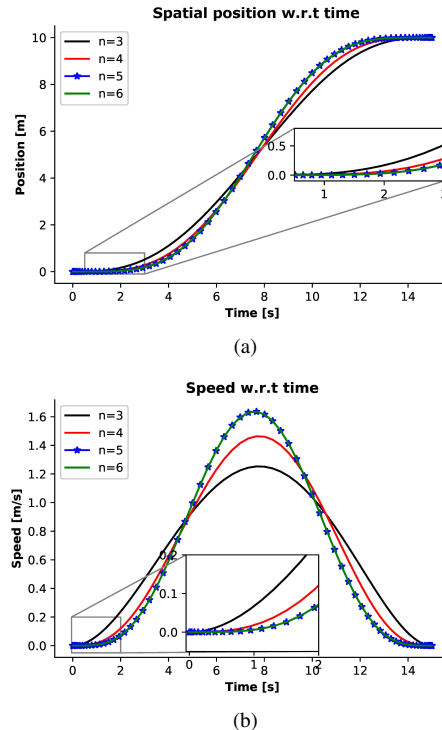 Spatial position w.r.t time
n=3
n=4
n=5
n=6
Position [m]
10
8
6
4
2
0
0.5
0.0
1
2
3
0 2 4 6 8 10 12 14
Time [s]
(a)
Speed w.r.t time
n=3
n=4
n=5
n=6
Speed [m/s]
1.6
1.4
1.2
1.0
0.8
0.6
0.4
0.2
0.0
0.2
0.1
0.0
0
1
2
0 2 4 6 8 10 12 14
Time [s]
(b)